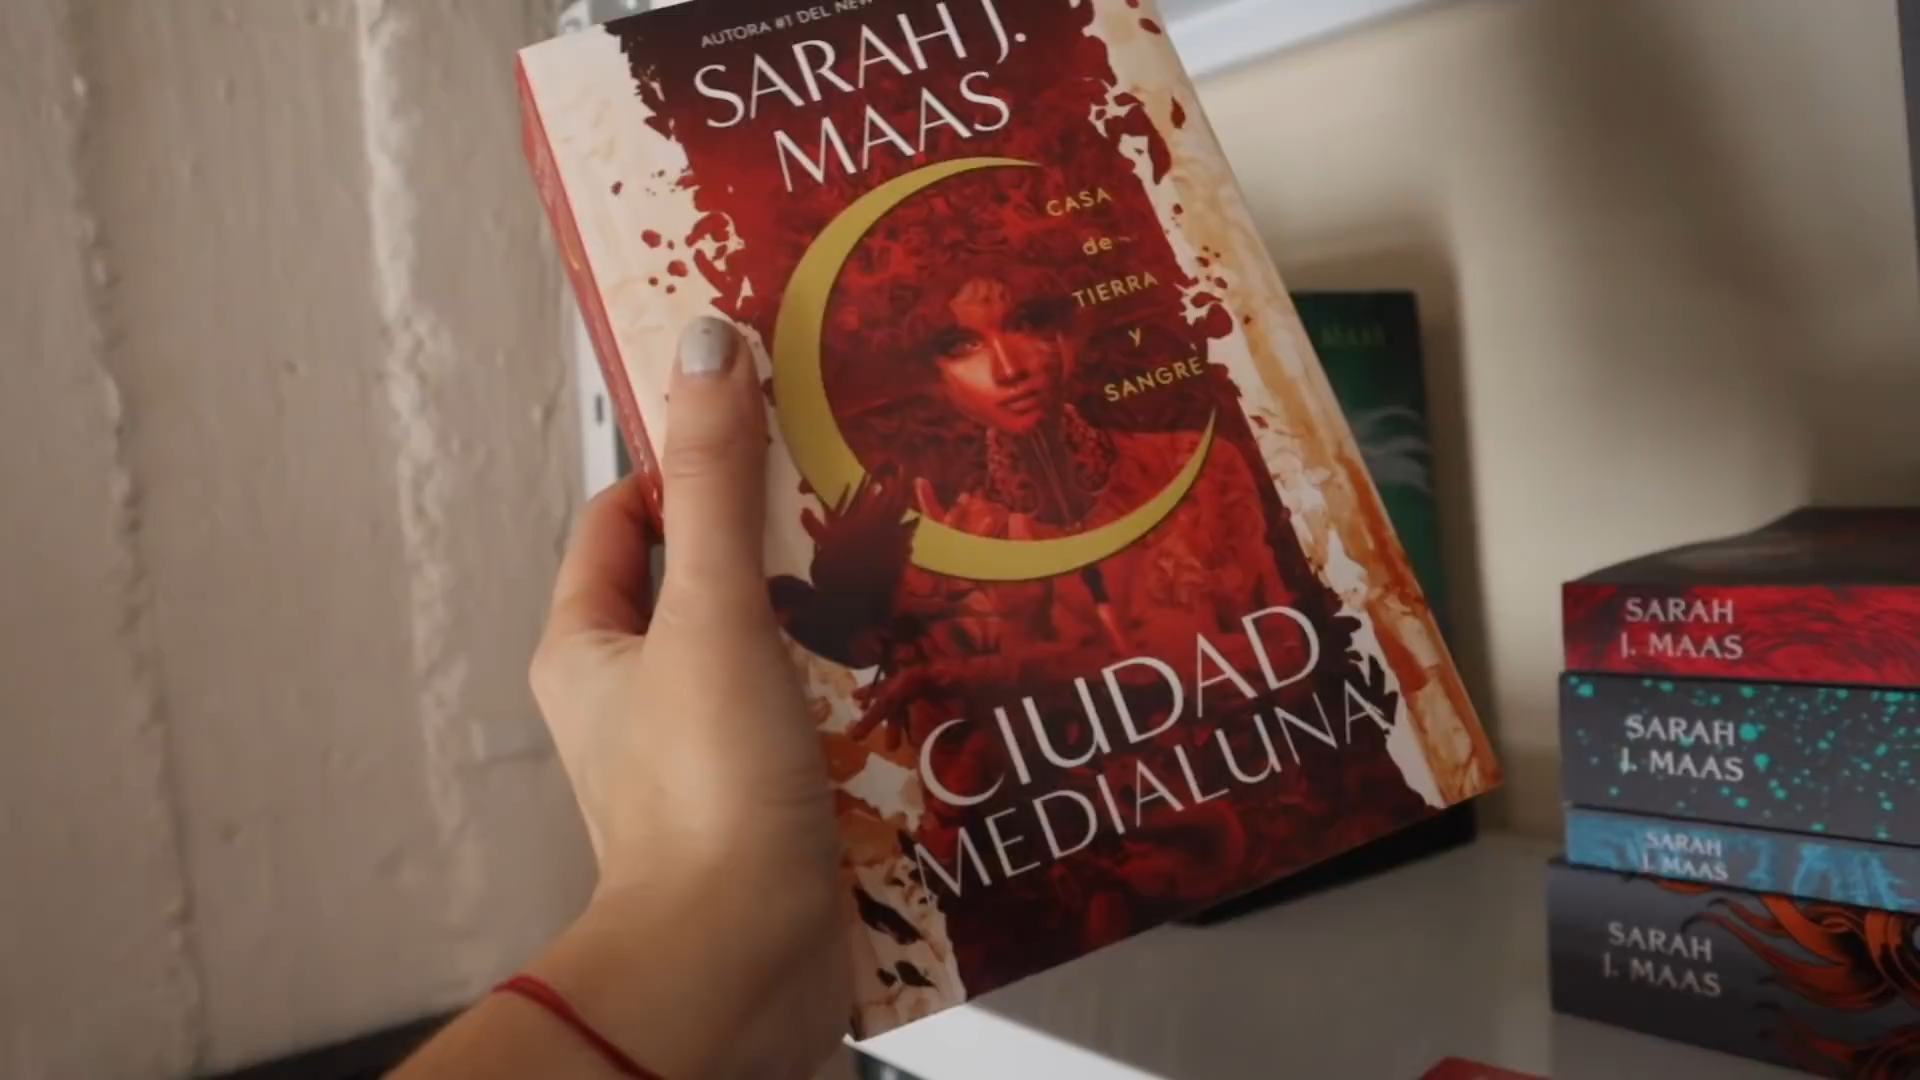 AUTORA #1 DEL NEW
SARAH J.
MAAS
CASA
de
TIERRA
y
SANGRE
CIUDAD
MEDIALUNA
MAAS
SARAH
J. MAAS
SARAH
J. MAAS
SARAH
J. MAAS
SARAH
J. MAAS